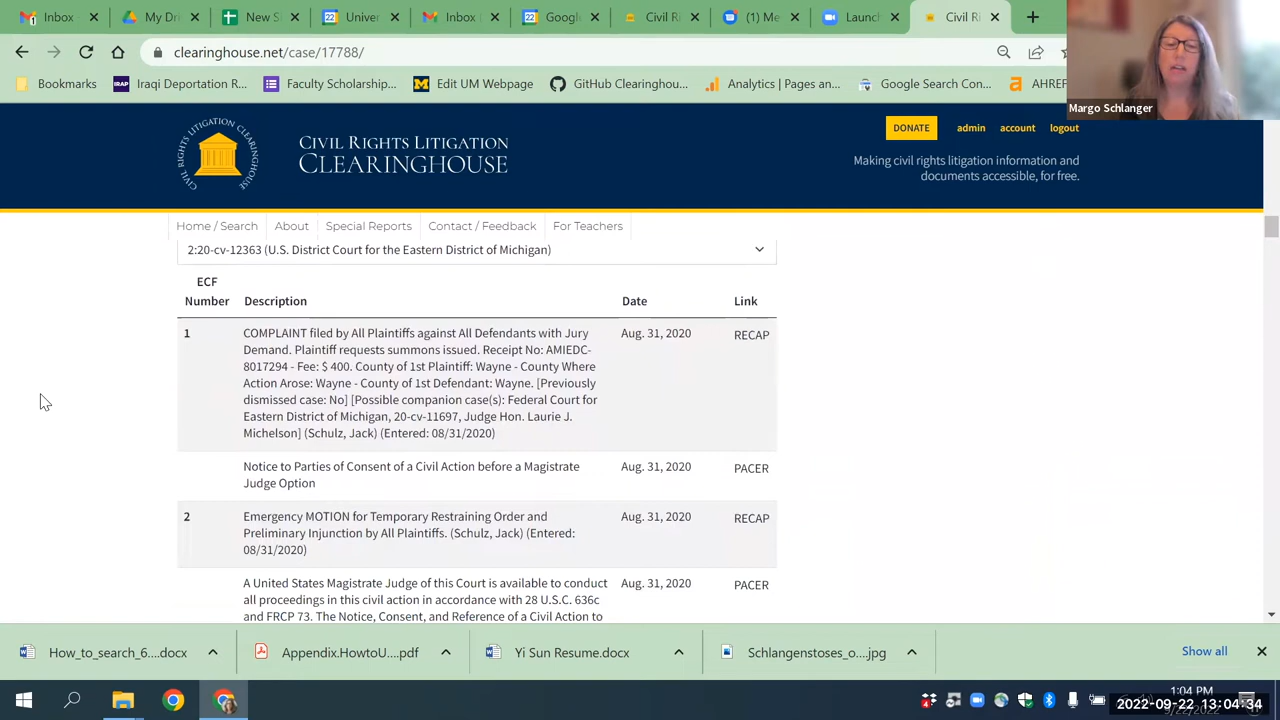 Inbox
My Dri
New S
Univer
Inbox (
Google
Civil Ri
(1) Me
Launch
Civil Ri
clearinghouse.net/case/17788/
Bookmarks
Iraqi Deportation R...
Faculty Scholarship...
Edit UM Webpage
GitHub Clearinghou...
Analytics | Pages an...
Google Search Con...
AHREF
Margo Schlanger
CIVIL RIGHTS LITIGATION CLEARINGHOUSE
CIVIL RIGHTS LITIGATION
CLEARINGHOUSE
DONATE
admin
account
logout
Making civil rights litigation information and
documents accessible, for free.
Home / Search
About
Special Reports
Contact / Feedback
For Teachers
2:20-cv-12363 (U.S. District Court for the Eastern District of Michigan)
ECF
Number
Description
Date
Link
1
COMPLAINT filed by All Plaintiffs against All Defendants with Jury
Demand. Plaintiff requests summons issued. Receipt No: AMIEDC-
8017294 - Fee: $ 400. County of 1st Plaintiff: Wayne - County Where
Action Arose: Wayne - County of 1st Defendant: Wayne. [Previously
dismissed case: No] [Possible companion case(s): Federal Court for
Eastern District of Michigan, 20-cv-11697, Judge Hon. Laurie J.
Michelson] (Schulz, Jack) (Entered: 08/31/2020)
Aug. 31, 2020
RECAP
Notice to Parties of Consent of a Civil Action before a Magistrate
Judge Option
Aug. 31, 2020
PACER
2
Emergency MOTION for Temporary Restraining Order and
Preliminary Injunction by All Plaintiffs. (Schulz, Jack) (Entered:
08/31/2020)
Aug. 31, 2020
RECAP
A United States Magistrate Judge of this Court is available to conduct
all proceedings in this civil action in accordance with 28 U.S.C. 636c
and FRCP 73. The Notice, Consent, and Reference of a Civil Action to
Aug. 31, 2020
PACER
How_to_search_6....docx
Appendix.HowtoU....pdf
Yi Sun Resume.docx
Schlangenstoses_o....jpg
Show all
1:04 PM
2022-09-22 13:04:34